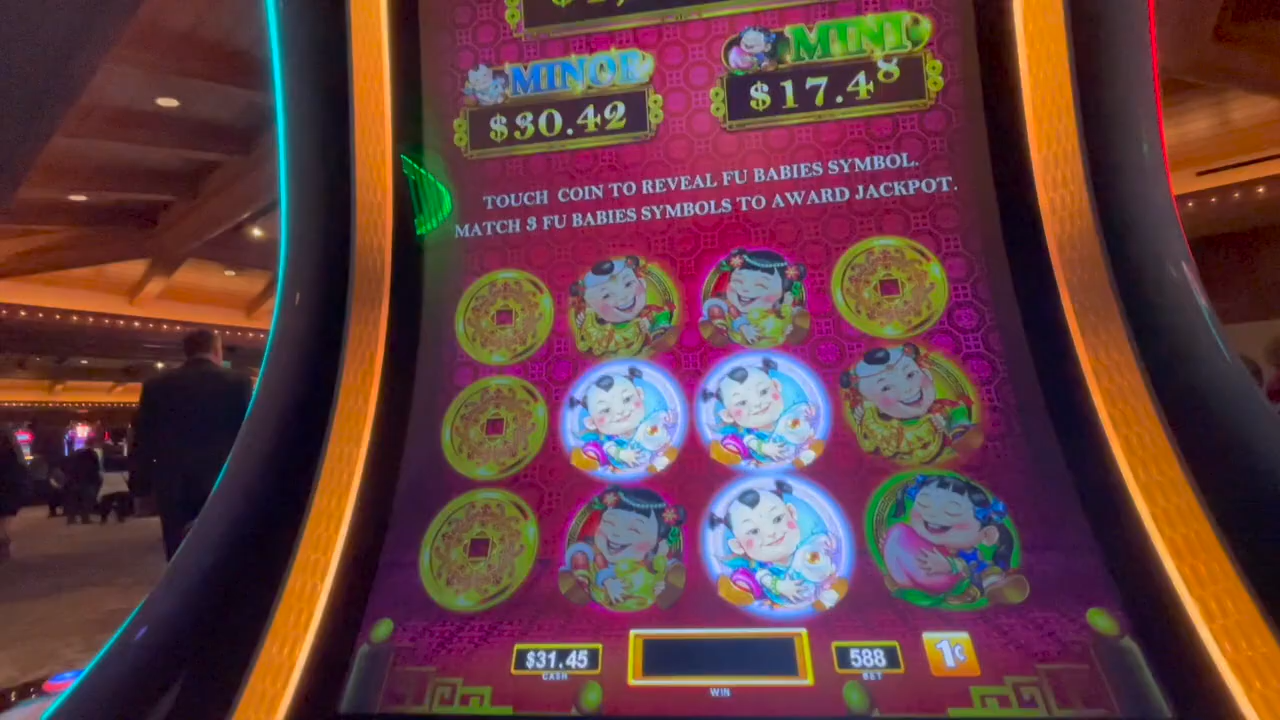 MINI
MINOR
$17.48
$30.42
TOUCH COIN TO REVEAL FU BABIES SYMBOL.
MATCH 3 FU BABIES SYMBOLS TO AWARD JACKPOT.
$31.45
588
1¢
CASH
WIN
BET